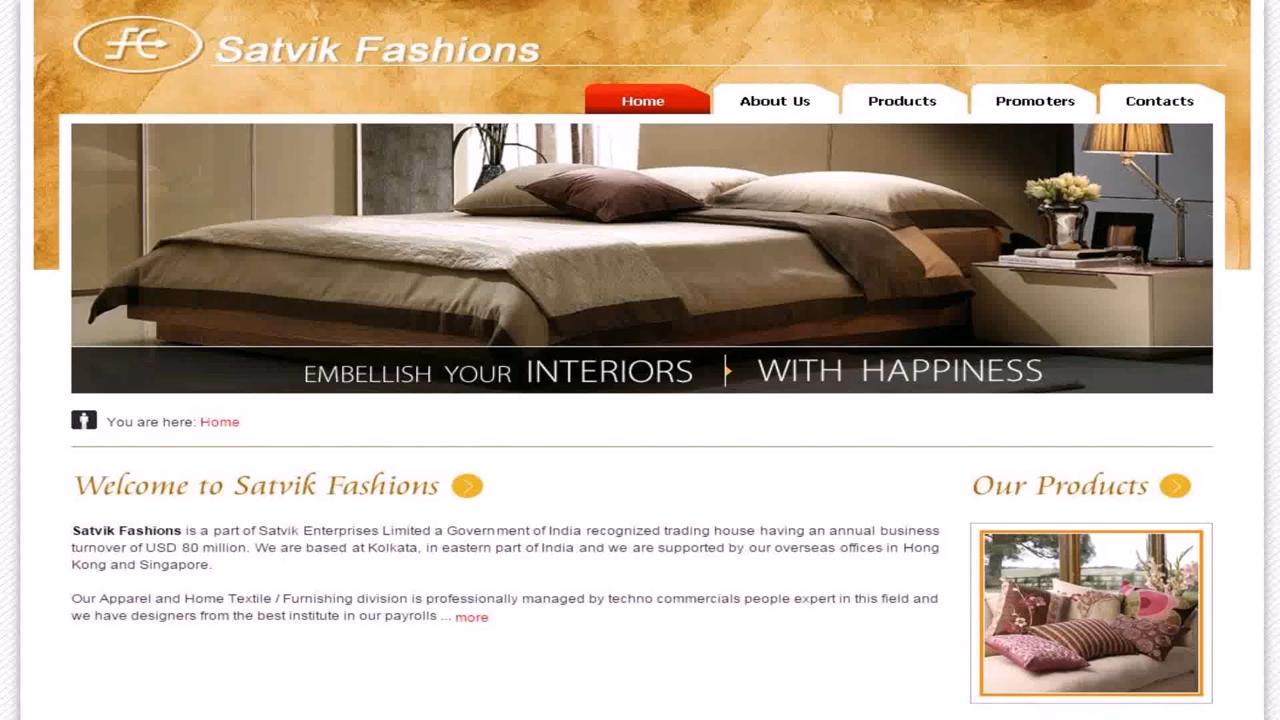 Satvik Fashions
Home
About Us
Products
Promoters
Contacts
EMBELLISH YOUR INTERIORS WITH HAPPINESS
You are here: Home
Welcome to Satvik Fashions
Satvik Fashions is a part of Satvik Enterprises Limited a Government of India recognized trading house having an annual business
turnover of USD 80 million. We are based at Kolkata, in eastern part of India and we are supported by our overseas offices in Hong
Kong and Singapore.
Our Apparel and Home Textile / Furnishing division is professionally managed by techno commercials people expert in this field and
we have designers from the best institute in our payrolls ... more
Our Products